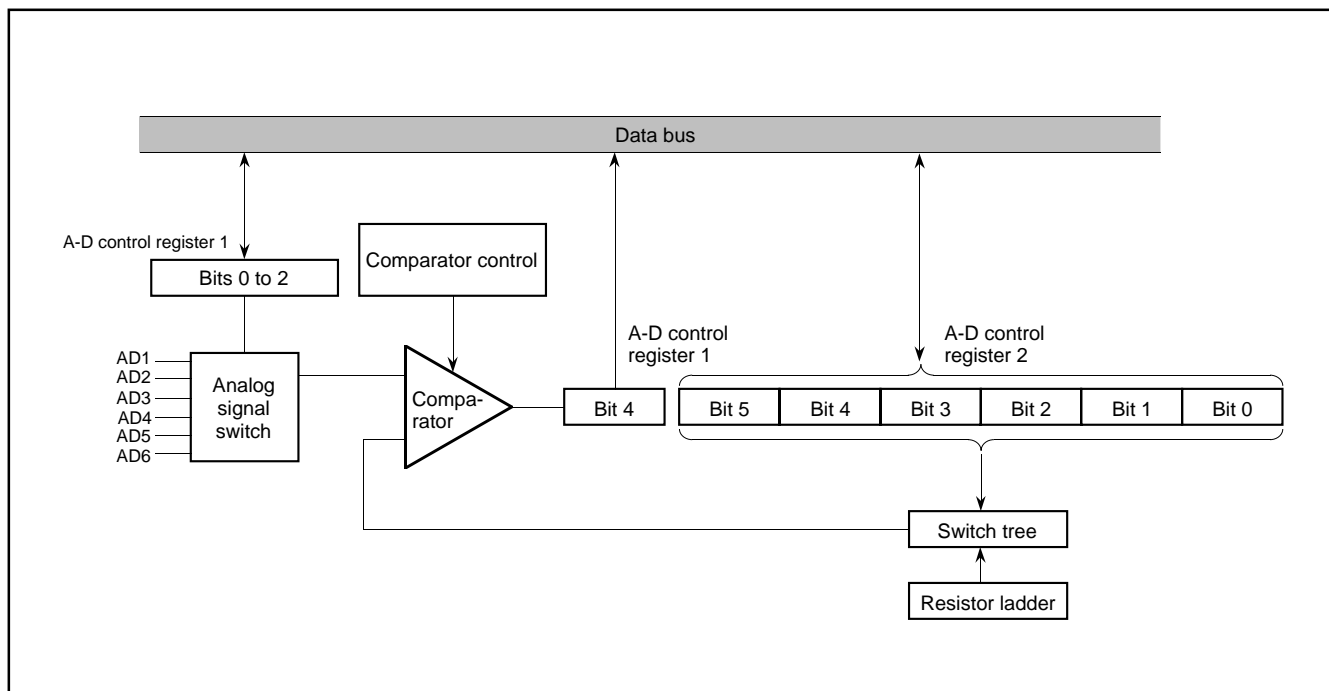 Data bus
A-D control register 1
Bits 0 to 2
Comparator control
A-D control
register 1
A-D control
register 2
AD1
AD2
AD3
AD4
AD5
AD6
Analog
signal
switch
Compa-
rator
Bit 4
Bit 5
Bit 4
Bit 3
Bit 2
Bit 1
Bit 0
Switch tree
Resistor ladder